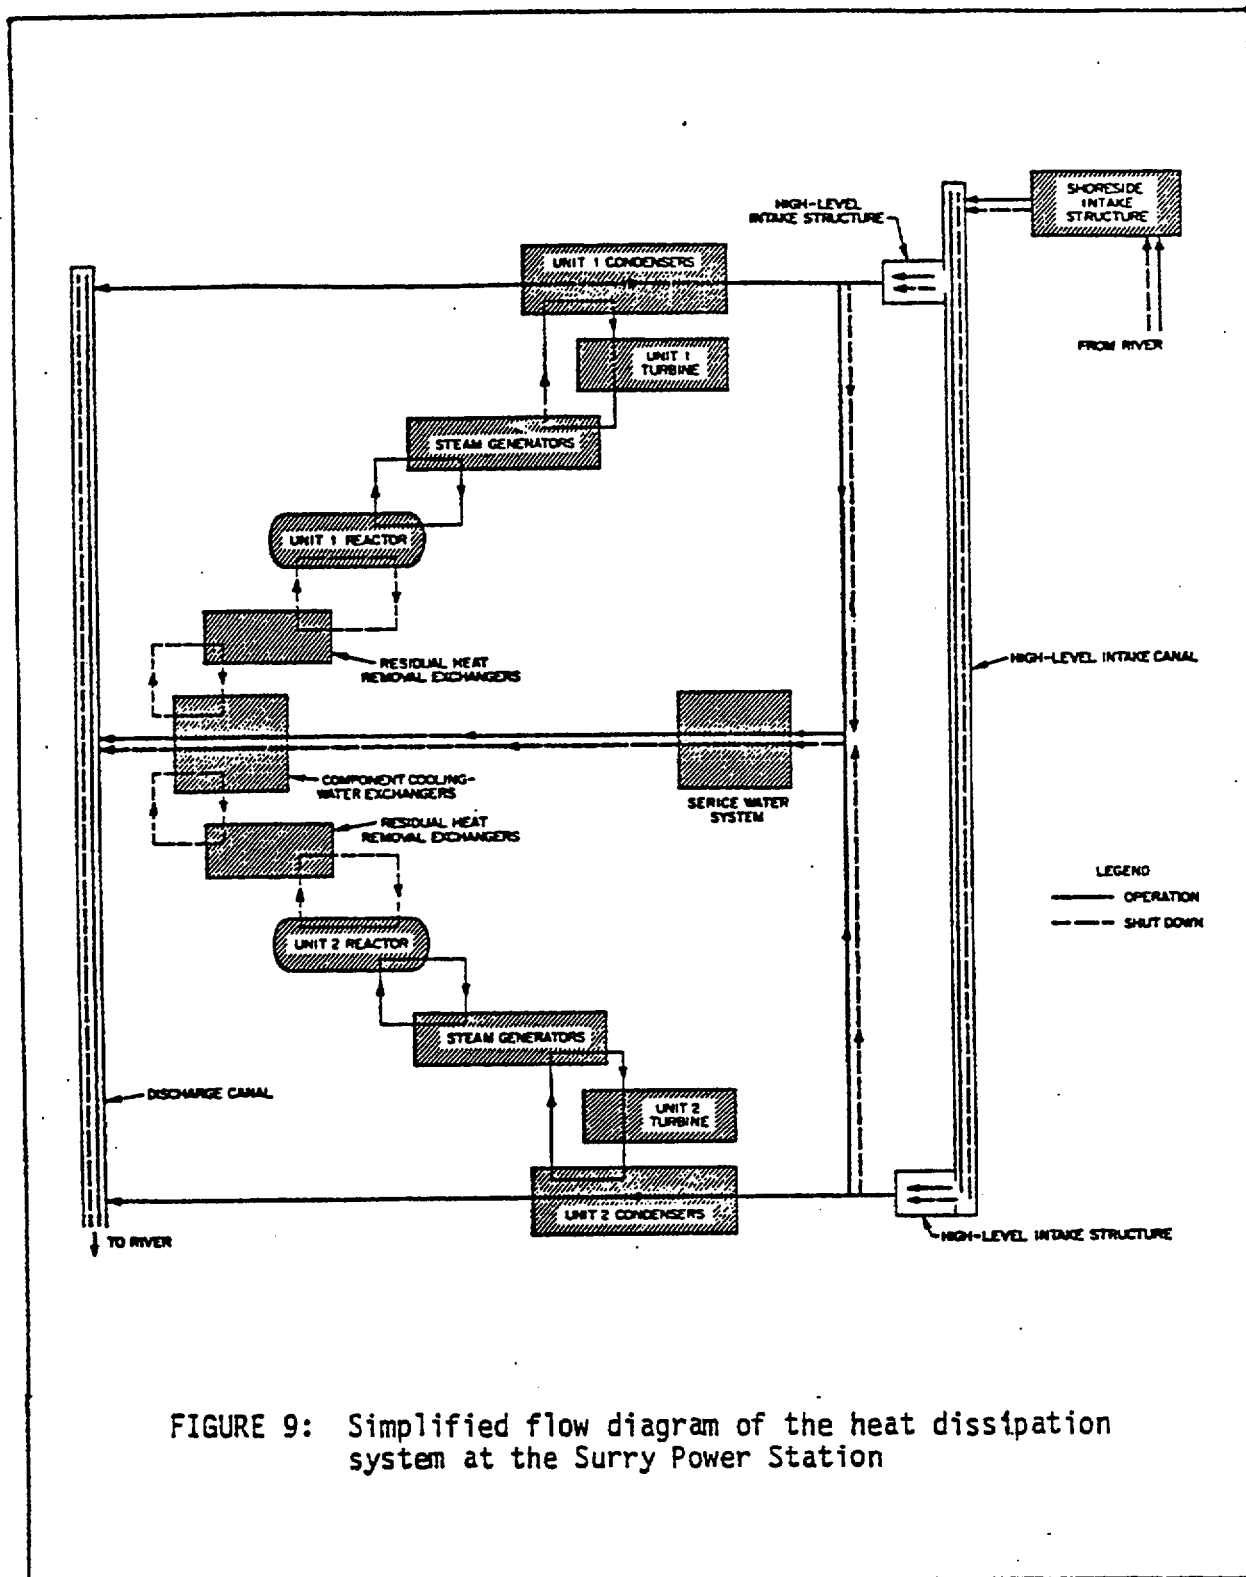 SHORESIDE
INTAKE
STRUCTURE
HIGH-LEVEL
INTAKE STRUCTURE
UNIT 1 CONDENSERS
FROM RIVER
UNIT 1
TURBINE
STEAM GENENATORS
UNIT 1 REACTOR
RESIDUAL HEAT
REMOVAL EXCHANGERS
HIGH-LEVEL INTAKE CANAL
COMPONENT COOLING-
WATER EXCHANGERS
SERICE WATER
SYSTEM
RESIDUAL HEAT
REMOVAL EXCHANGERS
LEGEND
OPERATION
SHUT DOWN
UNIT 2 REACTOR
STEAM GENERATORS
DISCHARGE CANAL
UNIT 2
TURBINE
UNIT 2 CONDENSERS
TO RIVER
HIGH-LEVEL INTAKE STRUCTURE
FIGURE 9: Simplified flow diagram of the heat dissipation
system at the Surry Power Station